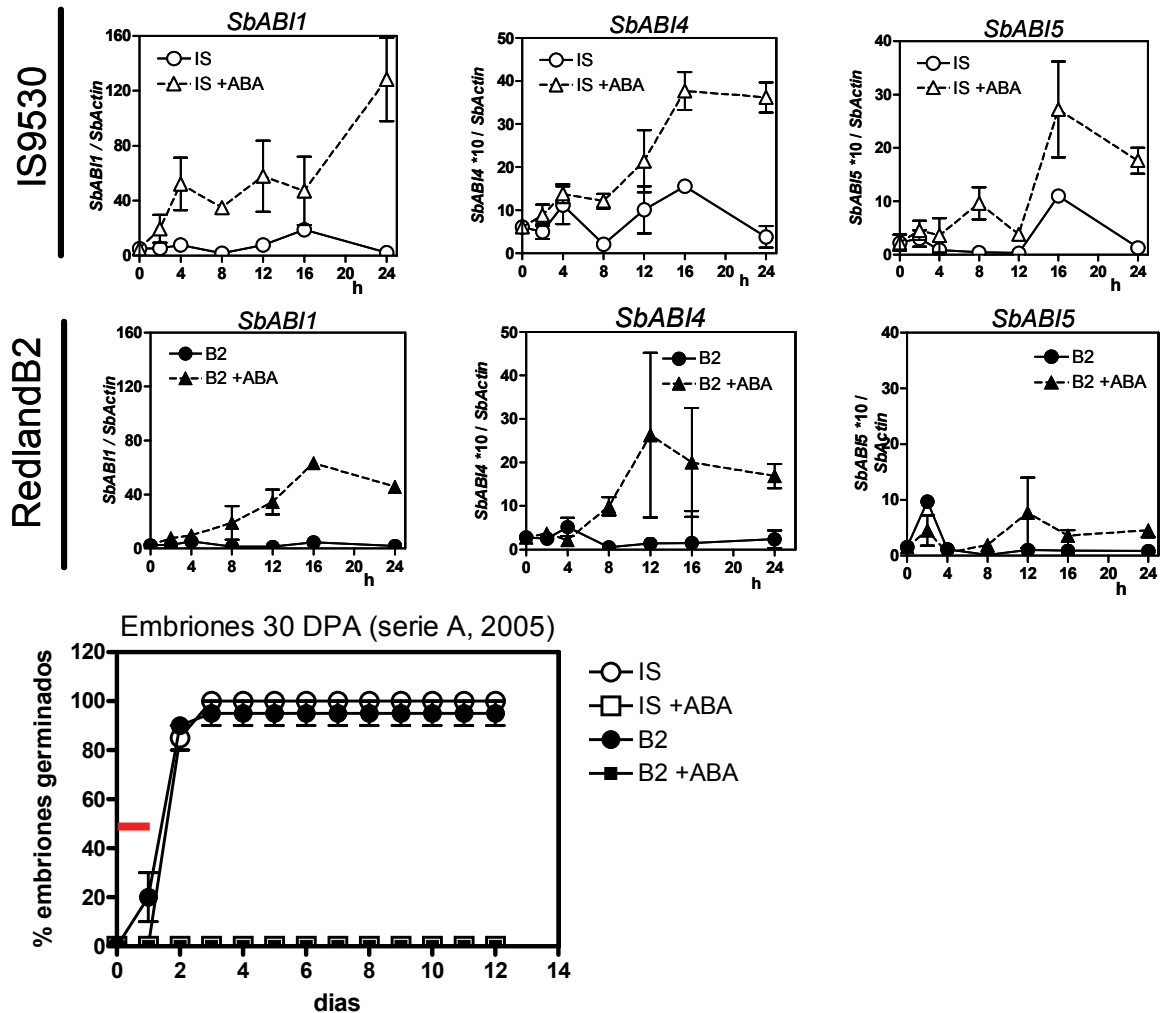 IS9530
SbABI1
SbABI1 / SbActin
160
120
80
40
0
IS
IS +ABA
0 4 8 12 16 20 24
h
SbABI4
SbABI4 *10 / SbActin
50
40
30
20
10
0
IS
IS +ABA
0 4 8 12 16 20 24
h
SbABI5
SbABI5 *10 / SbActin
40
30
20
10
0
IS
IS +ABA
0 4 8 12 16 20 24
h
RedlandB2
SbABI1
SbABI1 / SbActin
160
120
80
40
0
B2
B2 +ABA
0 4 8 12 16 20 24
h
SbABI4
SbABI4 *10 / SbActin
50
40
30
20
10
0
B2
B2 +ABA
0 4 8 12 16 20 24
h
SbABI5
SbABI5 *10 /
SbActin
40
30
20
10
0
B2
B2 +ABA
0 4 8 12 16 20 24
h
Embriones 30 DPA (serie A, 2005)
% embriones germinados
120
100
80
60
40
20
0
0 2 4 6 8 10 12 14
dias
IS
IS +ABA
B2
B2 +ABA